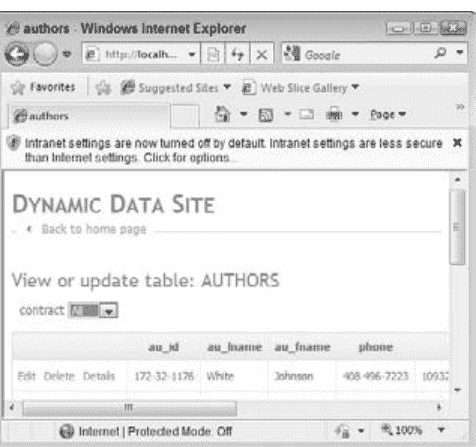 authors - Windows Internet Explorer
http://localh...
Google
Favorites
Suggested Sites
Web Slice Gallery
authors
Page
Intranet settings are now turned off by default. Intranet settings are less secure
than Internet settings. Click for options...
DYNAMIC DATA SITE
Back to home page
View or update table: AUTHORS
contract All
au_id au_lname au_fname phone
Edit Delete Details 172-32-1176 White Johnson 408 496-7223 10932
Internet | Protected Mode: Off
100%